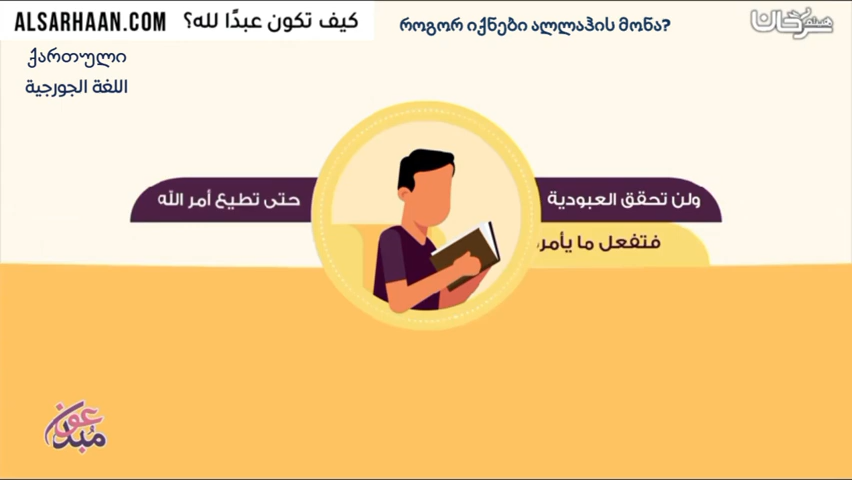 ALSARHAAN.COM كيف تكون عبدًا لله؟
როგორ იქნები ალლაჰის მონა?
ქართული
اللغة الجورجية
ولن تحقق العبودية
حتى تطيع أمر الله
فتفعل ما يأمر
مبدعون